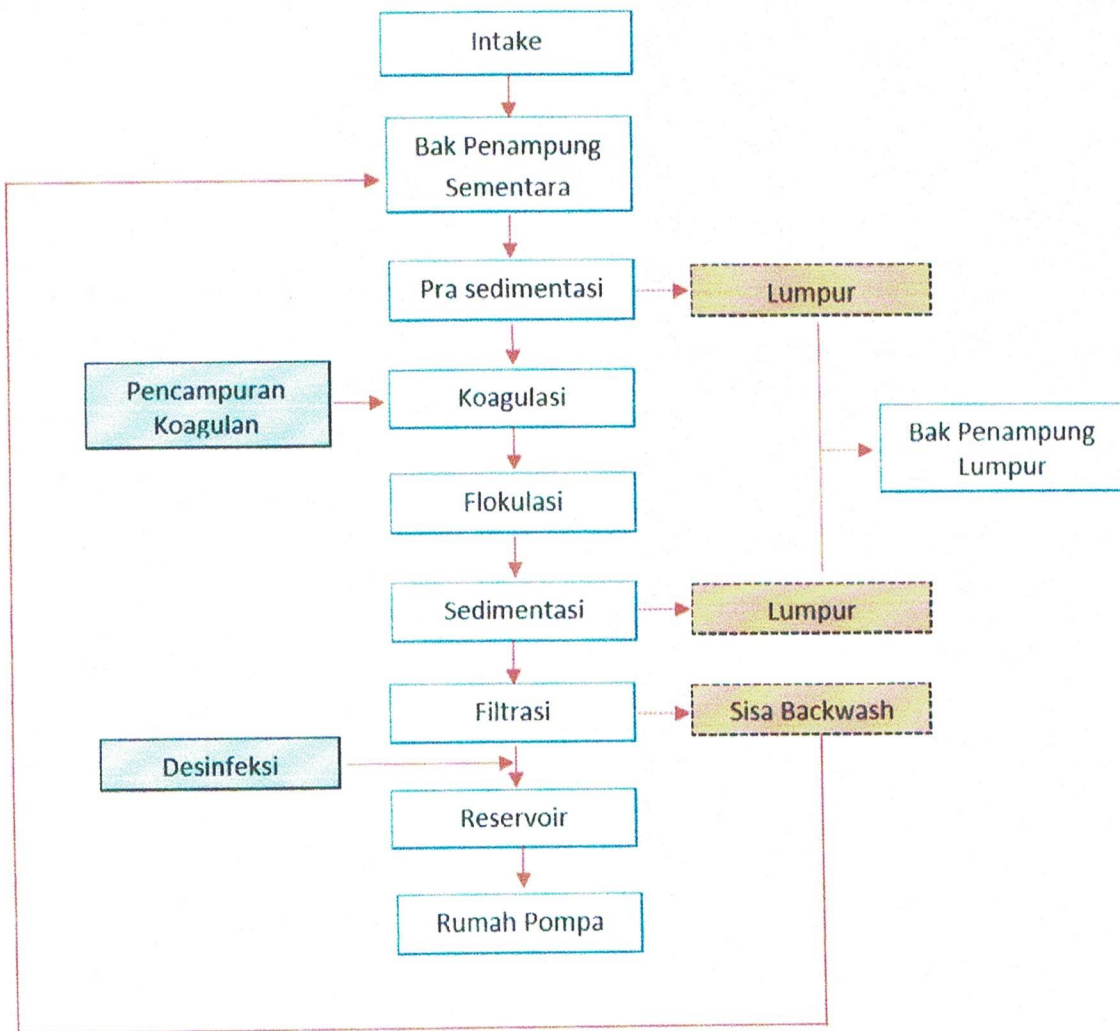 Intake
Bak Penampung
Sementara
Pra sedimentasi
Lumpur
Pencampuran
Koagulan
Koagulasi
Bak Penampung
Lumpur
Flokulasi
Sedimentasi
Lumpur
Filtrasi
Sisa Backwash
Desinfeksi
Reservoir
Rumah Pompa